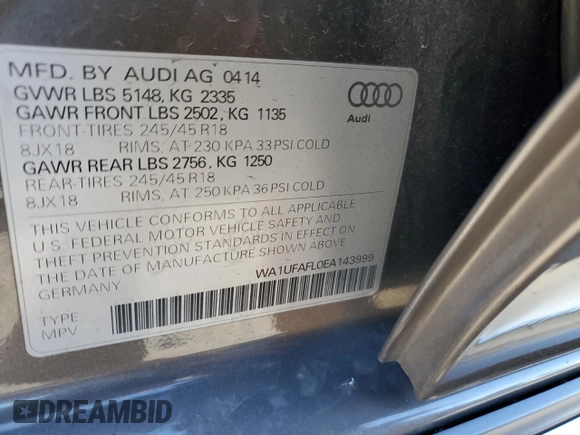 MFD. BY AUDI AG 04 14
GVWR LBS 5148, KG 2335
GAWR FRONT LBS 2502, KG 1135
FRONT-TIRES 245/45 R18
8JX18 RIMS, AT 230 KPA 33 PSI COLD
GAWR REAR LBS 2756, KG 1250
REAR-TIRES 245/45 R18
8JX18 RIMS, AT 250 KPA 36 PSI COLD
THIS VEHICLE CONFORMS TO ALL APPLICABLE
U.S. FEDERAL MOTOR VEHICLE SAFETY AND
THEFT PREVENTION STANDARDS IN EFFECT ON
THE DATE OF MANUFACTURE SHOWN ABOVE
GERMANY
WA1UFAFL0EA143999
TYPE:
MPV
Audi
DREAMBID